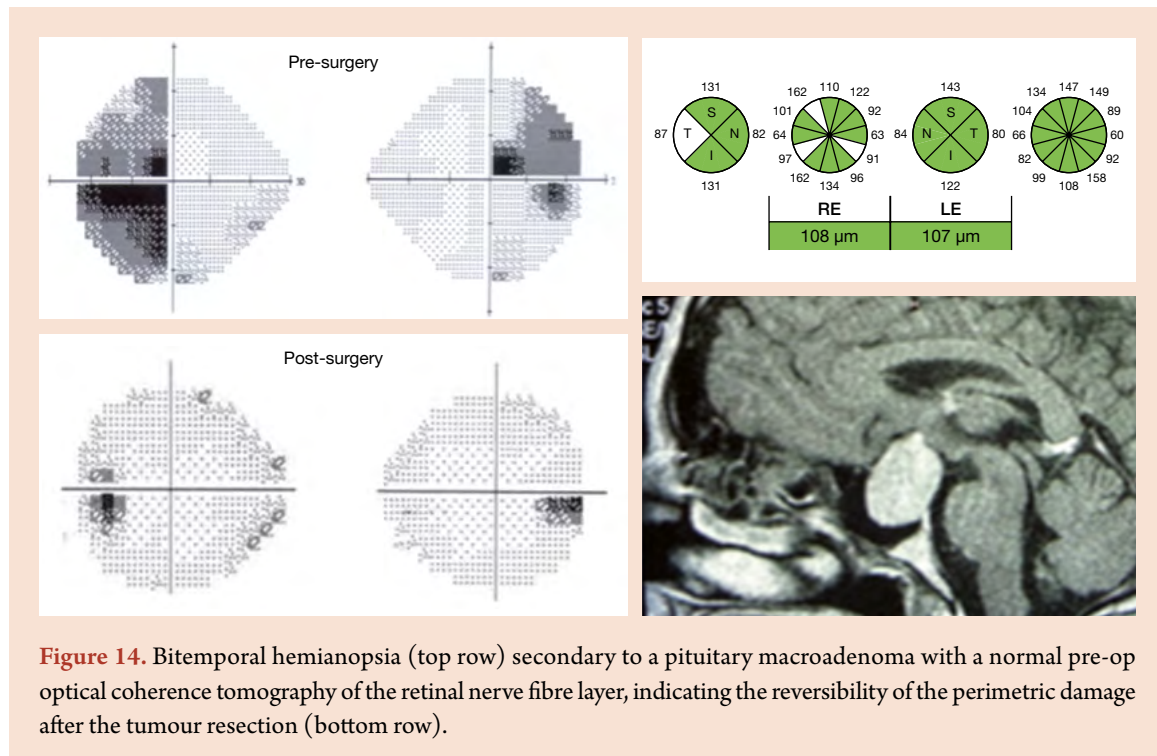 Pre-surgery
30
Post-surgery
131
S
87 T N 82
I
131
162 110 122
101 92
64 63
97 91
162 134 96
143
S
84 N T 80
I
122
134 147 149
104 89
66 60
82 92
99 108 158
RE LE
108 µm 107 µm
Figure 14. Bitemporal hemianopsia (top row) secondary to a pituitary macroadenoma with a normal pre-op
optical coherence tomography of the retinal nerve fibre layer, indicating the reversibility of the perimetric damage
after the tumour resection (bottom row).